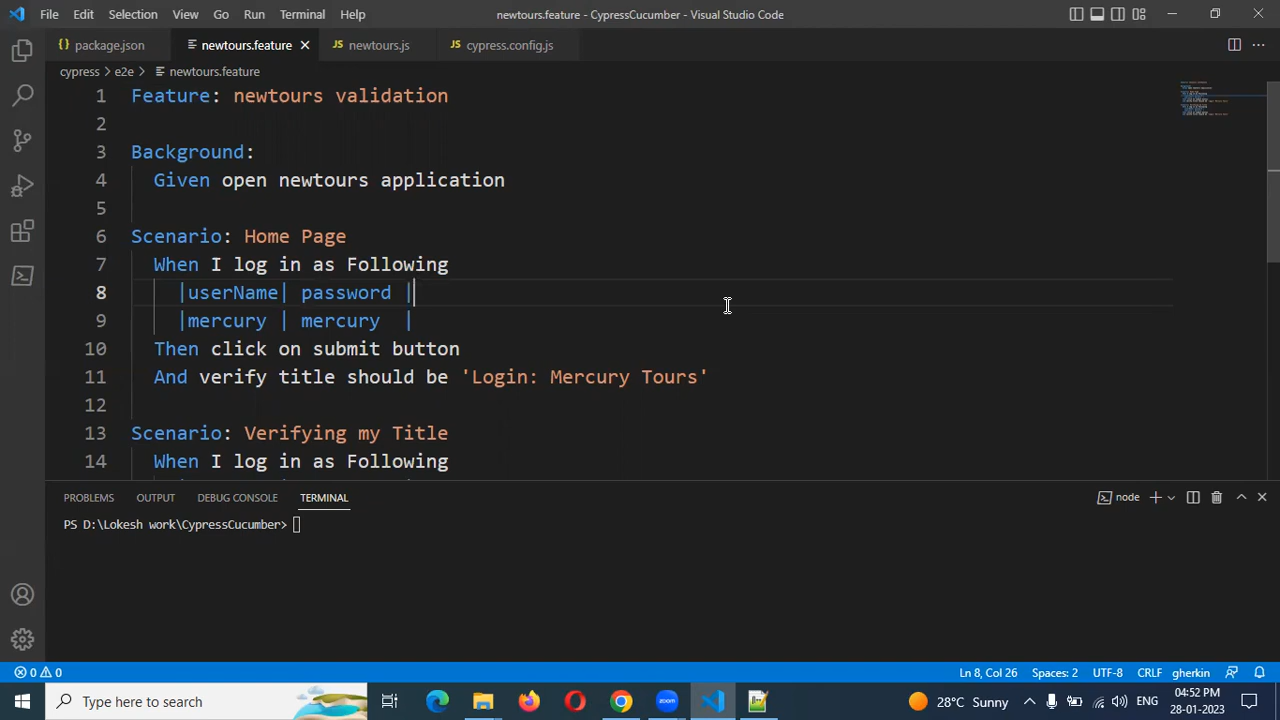 File Edit Selection View Go Run Terminal Help newtours.feature - CypressCucumber - Visual Studio Code
{} package.json newtours.feature × JS newtours.js JS cypress.config.js
cypress > e2e > newtours.feature
1 Feature: newtours validation
2
3 Background:
4 Given open newtours application
5
6 Scenario: Home Page
7 When I log in as Following
8 |userName| password |
9 |mercury | mercury |
10 Then click on submit button
11 And verify title should be 'Login: Mercury Tours'
12
13 Scenario: Verifying my Title
14 When I log in as Following
PROBLEMS OUTPUT DEBUG CONSOLE TERMINAL node
PS D:\Lokesh work\CypressCucumber>
0 0 Ln 8, Col 26 Spaces: 2 UTF-8 CRLF gherkin
Type here to search zoom 28°C Sunny ENG 04:52 PM
28-01-2023